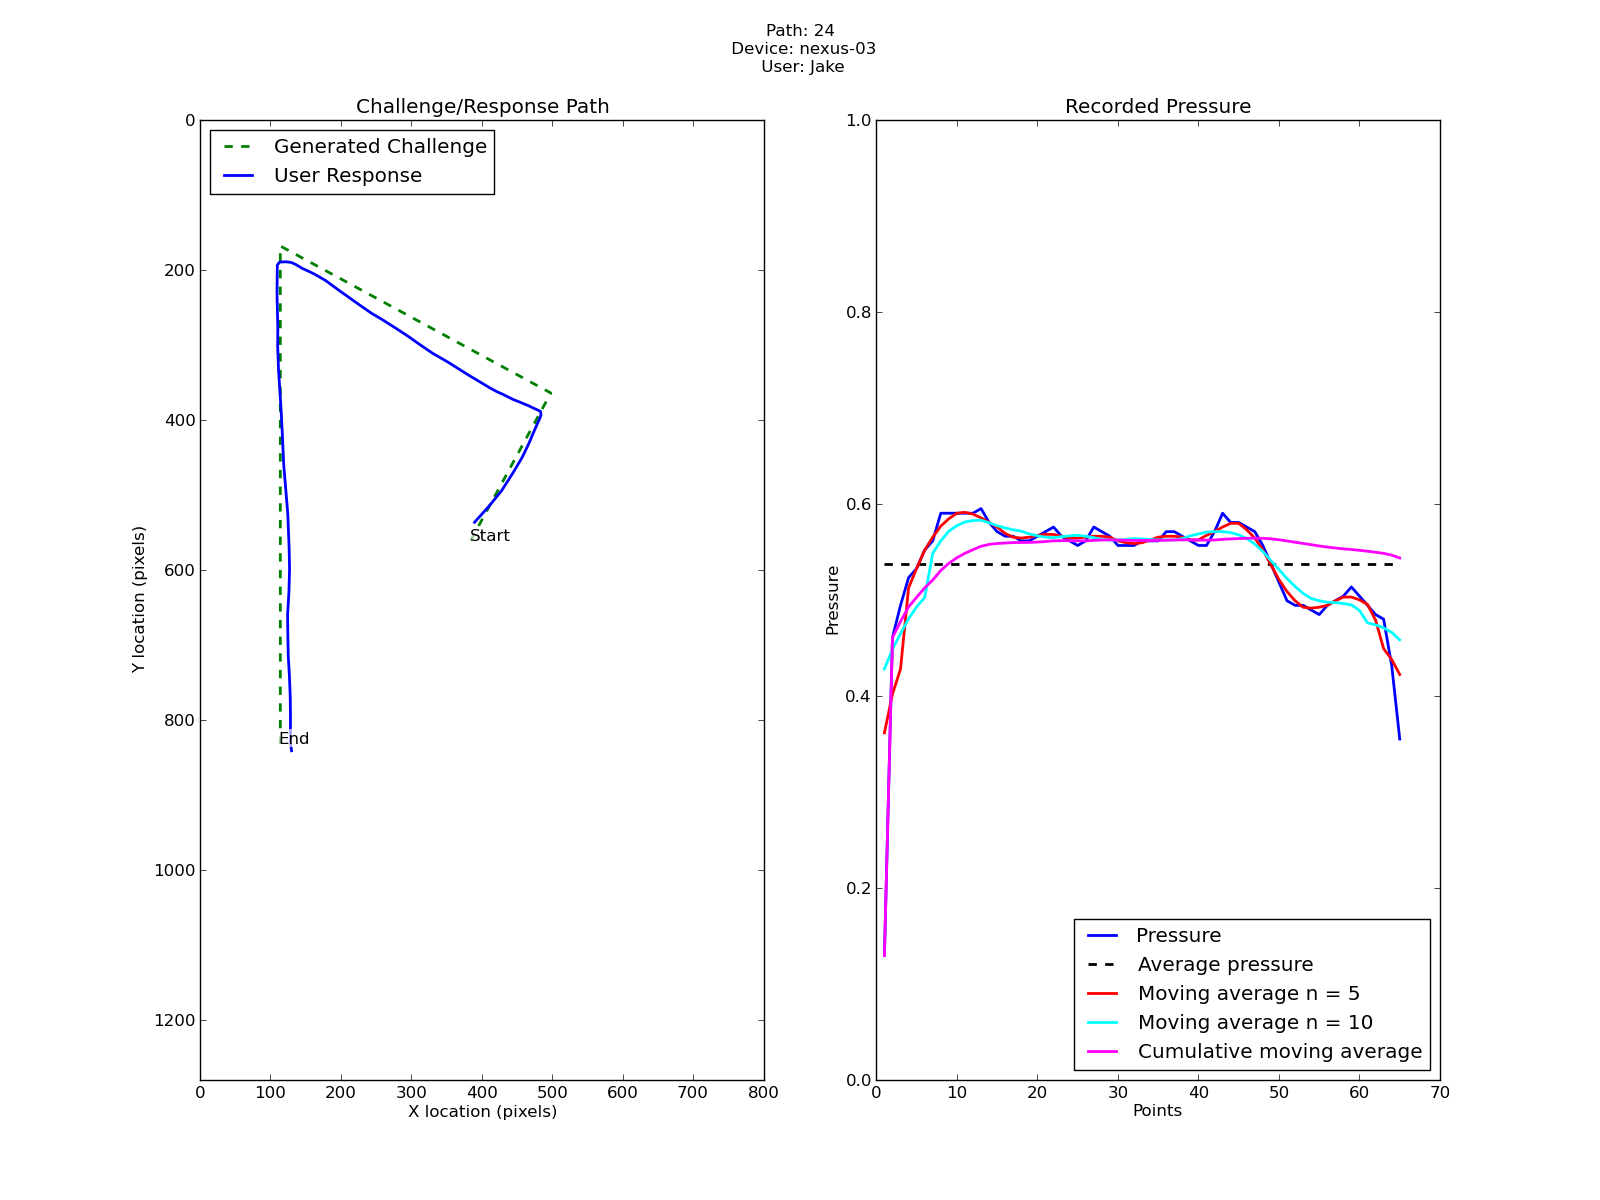 Path: 24
Device: nexus-03
User: Jake
Challenge/Response Path
Generated Challenge
User Response
0
200
400
600
800
1000
1200
Y location (pixels)
Start
End
0 100 200 300 400 500 600 700 800
X location (pixels)
Recorded Pressure
1.0
0.8
0.6
0.4
0.2
0.0
Pressure
Pressure
Average pressure
Moving average n = 5
Moving average n = 10
Cumulative moving average
0 10 20 30 40 50 60 70
Points